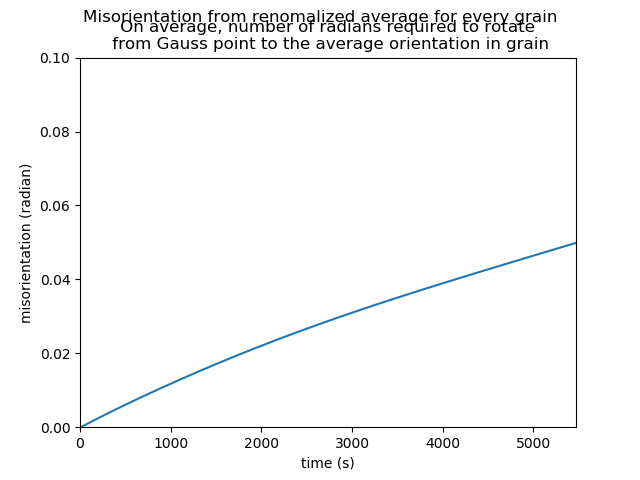 Misorientation from renomalized average for every grain
On average, number of radians required to rotate
from Gauss point to the average orientation in grain
0.10
0.08
0.06
0.04
0.02
0.00
misorientation (radian)
0 1000 2000 3000 4000 5000
time (s)